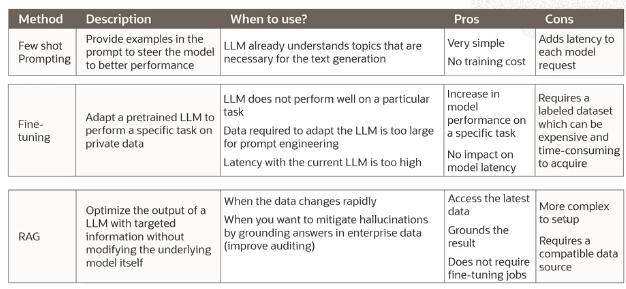 Method Description When to use? Pros Cons
Few shot
Prompting
Provide examples in the
prompt to steer the model
to better performance
LLM already understands topics that are
necessary for the text generation
Very simple
No training cost
Adds latency to
each model
request
Fine-
tuning
Adapt a pretrained LLM to
perform a specific task on
private data
LLM does not perform well on a particular
task
Data required to adapt the LLM is too large
for prompt engineering
Latency with the current LLM is too high
Increase in
model
performance on
a specific task
No impact on
model latency
Requires a
labeled dataset
which can be
expensive and
time-consuming
to acquire
RAG
Optimize the output of a
LLM with targeted
information without
modifying the underlying
model itself
When the data changes rapidly
When you want to mitigate hallucinations
by grounding answers in enterprise data
(improve auditing)
Access the latest
data
Grounds the
result
Does not require
fine-tuning jobs
More complex
to setup
Requires a
compatible data
source